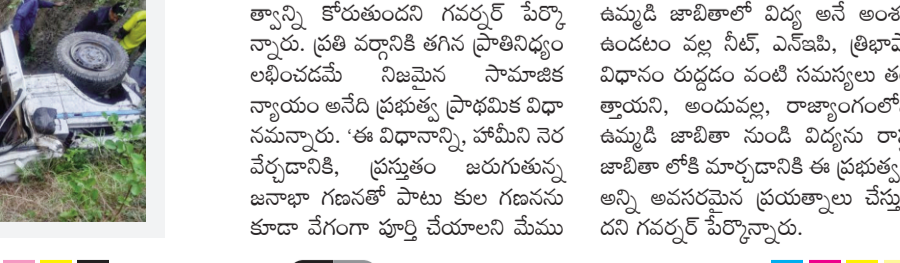 త్వాన్ని కోరుతుందని గవర్నర్ పేర్కొ
న్నారు. ప్రతి వర్గానికి తగిన ప్రాతినిధ్యం
లభించడమే నిజమైన సామాజిక
న్యాయం అనేది ప్రభుత్వ ప్రాథమిక విధా
నమన్నారు. ‘ఈ విధానాన్ని, హామీని నెర
వేర్చడానికి, ప్రస్తుతం జరుగుతున్న
జనాభా గణనతో పాటు కుల గణనను
కూడా వేగంగా పూర్తి చేయాలని మేము
ఉమ్మడి జాబితాలో విద్య అనే
ఉండటం వల్ల నీట్, ఎన్ఇపి,
విధానం రుద్దడం వంటి సమస్యలు
త్తాయని, అందువల్ల,
ఉమ్మడి జాబితా నుండి విద్యను
జాబితా లోకి మార్చడానికి ఈ ప్రభుత్వ
అన్ని అవసరమైన ప్రయత్నాలు
దని గవర్నర్ పేర్కొన్నారు.